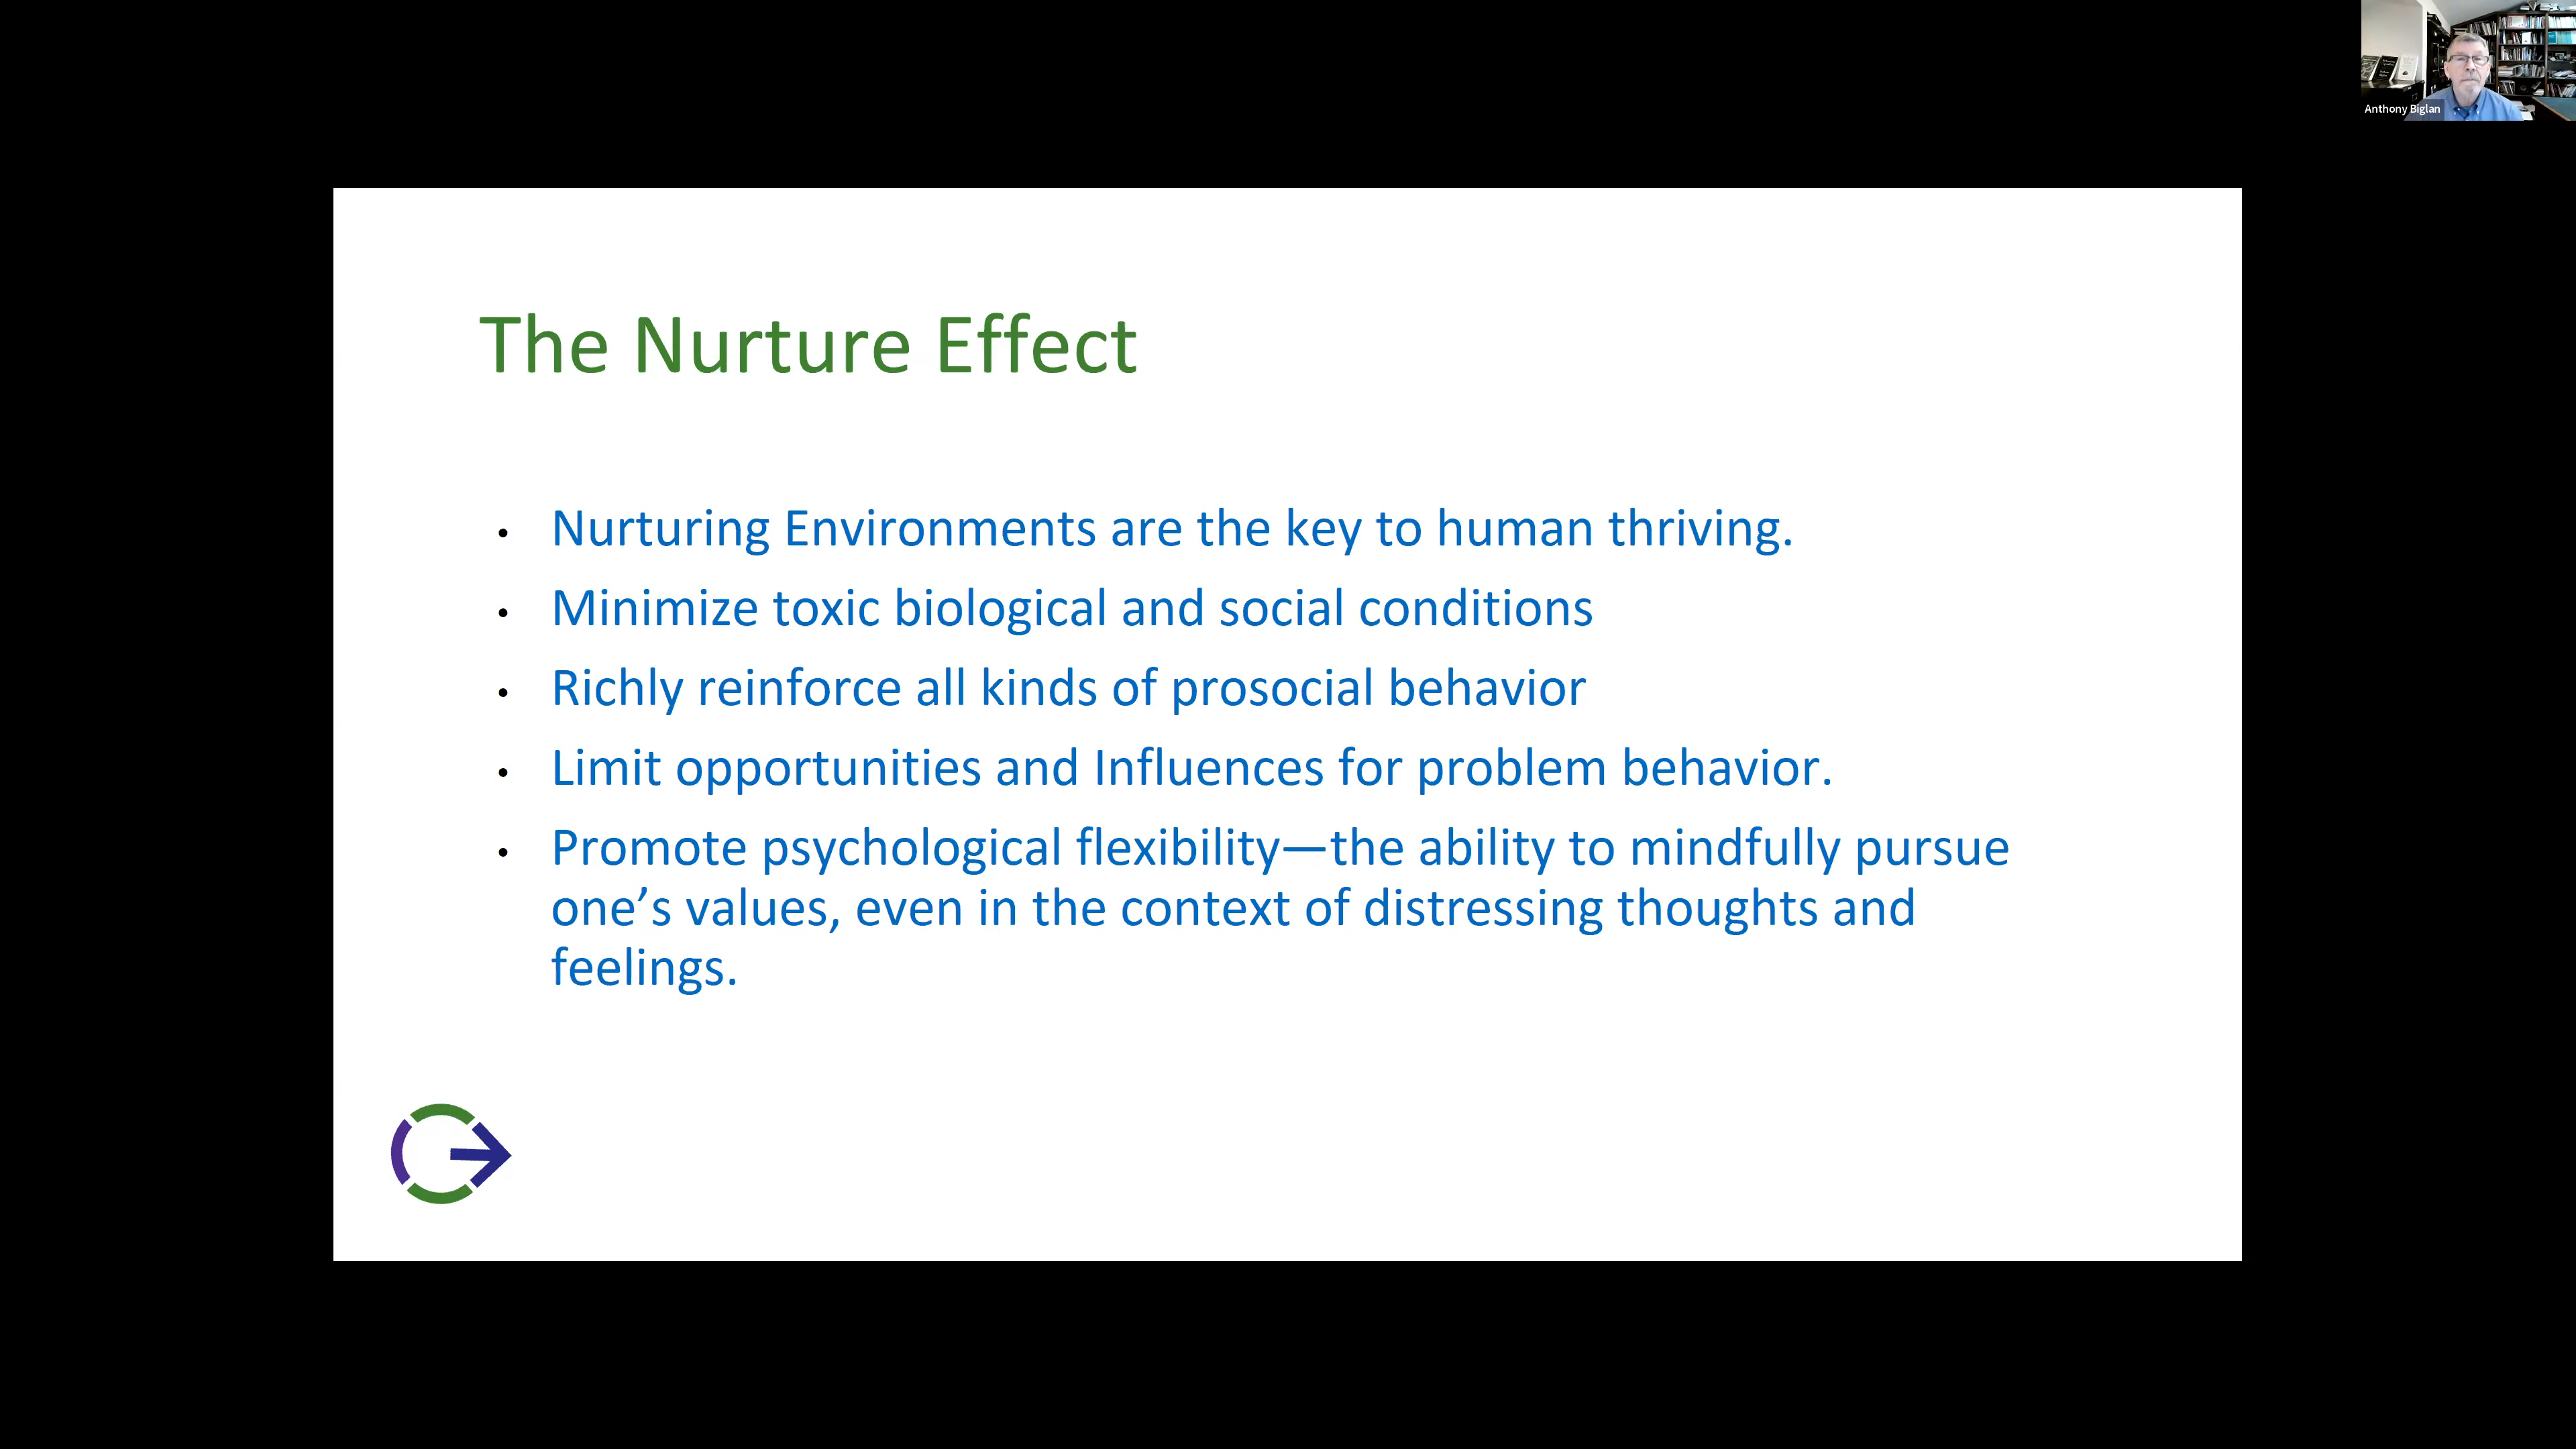 Anthony Biglan
The Nurture Effect
• Nurturing Environments are the key to human thriving.
• Minimize toxic biological and social conditions
• Richly reinforce all kinds of prosocial behavior
• Limit opportunities and Influences for problem behavior.
• Promote psychological flexibility—the ability to mindfully pursue
one’s values, even in the context of distressing thoughts and
feelings.